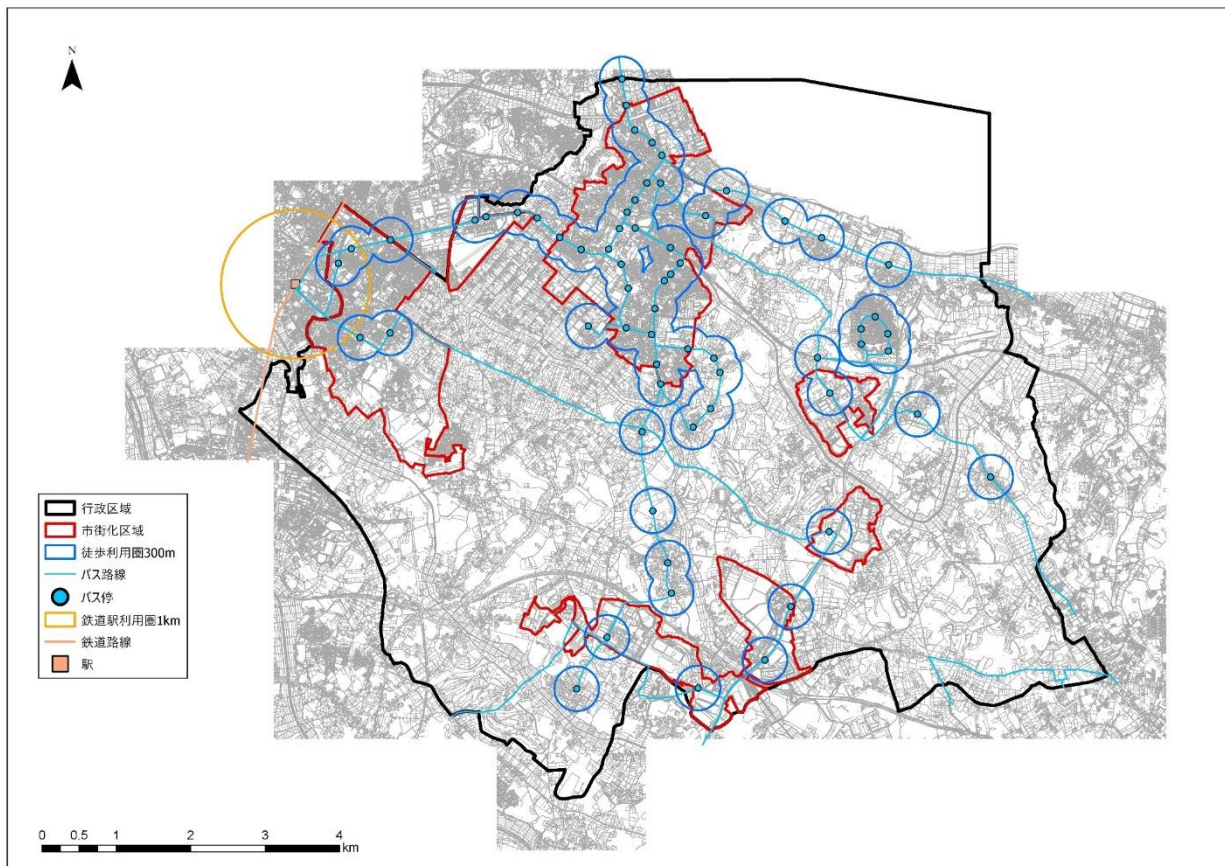 N
行政区域
市街化区域
徒歩利用圏300m
バス路線
バス停
鉄道駅利用圏1km
鉄道路線
駅
0 0.5 1 2 3 4
km